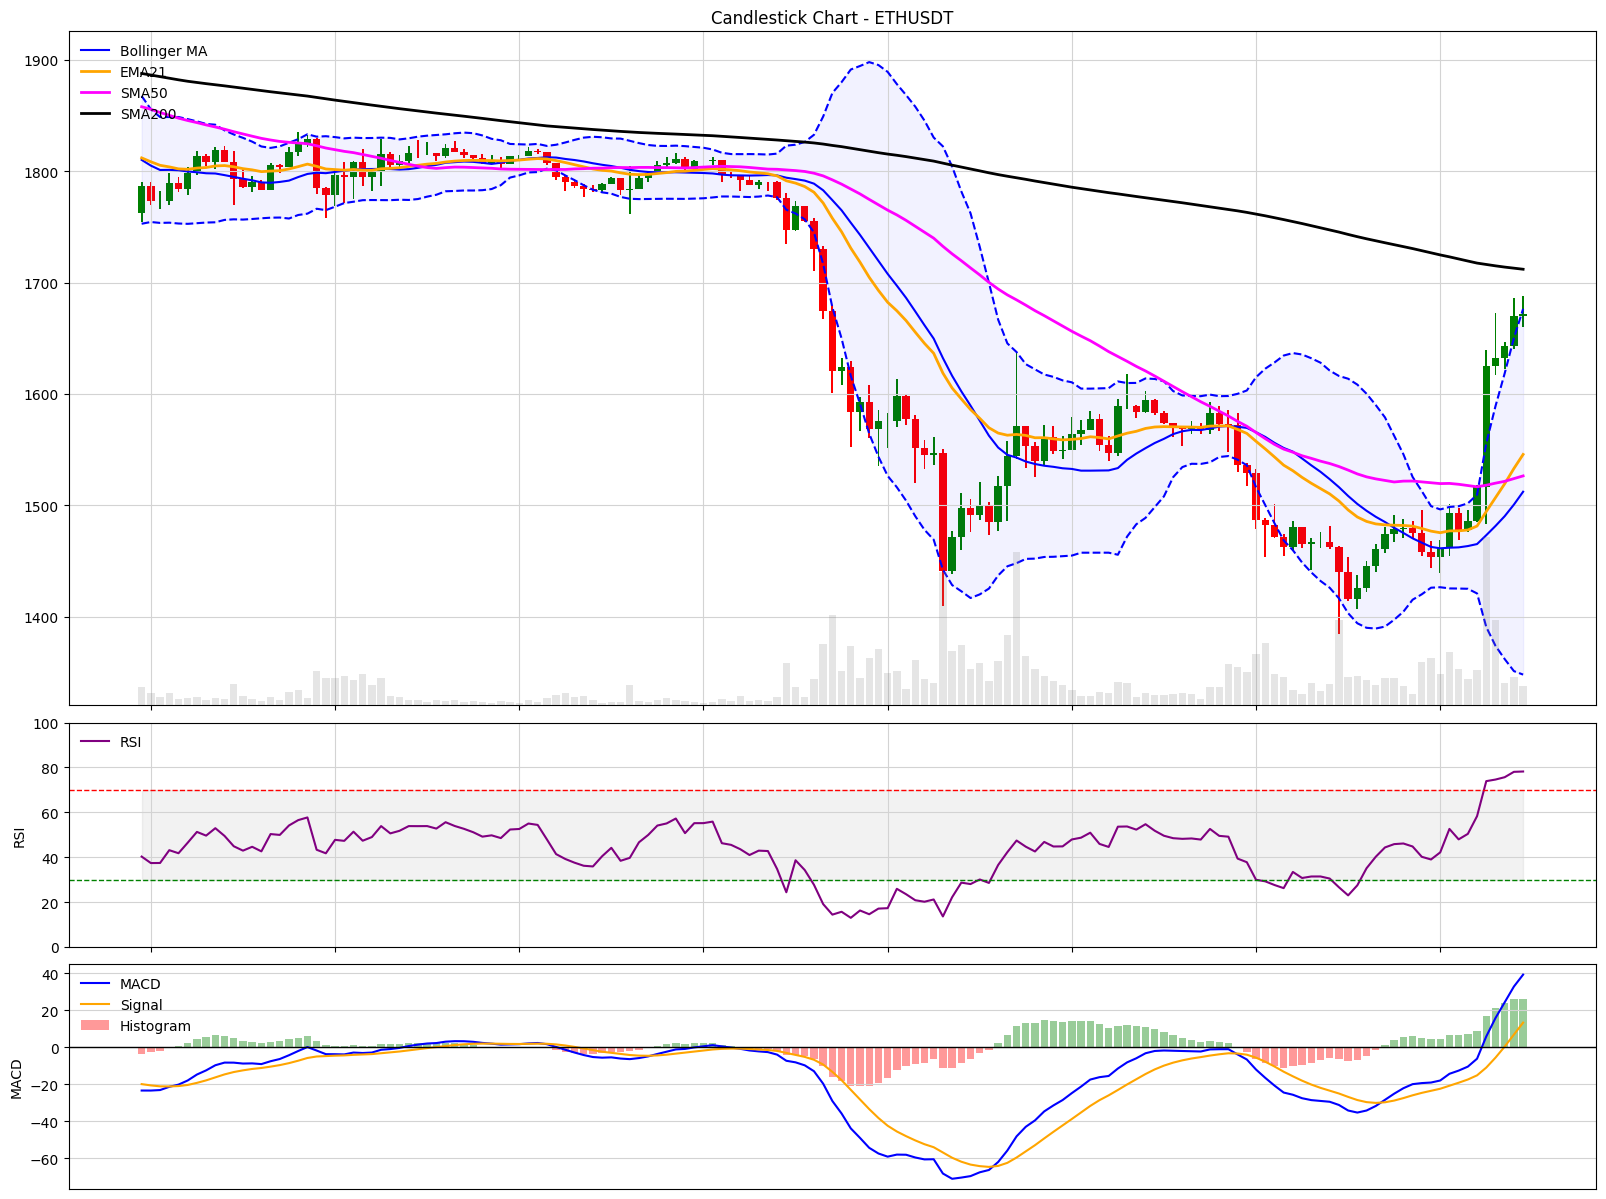 Candlestick Chart - ETHUSDT
Bollinger MA
EMA21
SMA50
SMA200
1900
1800
1700
1600
1500
1400
RSI
100
80
60
40
20
0
RSI
MACD
Signal
Histogram
40
20
0
−20
−40
−60
MACD